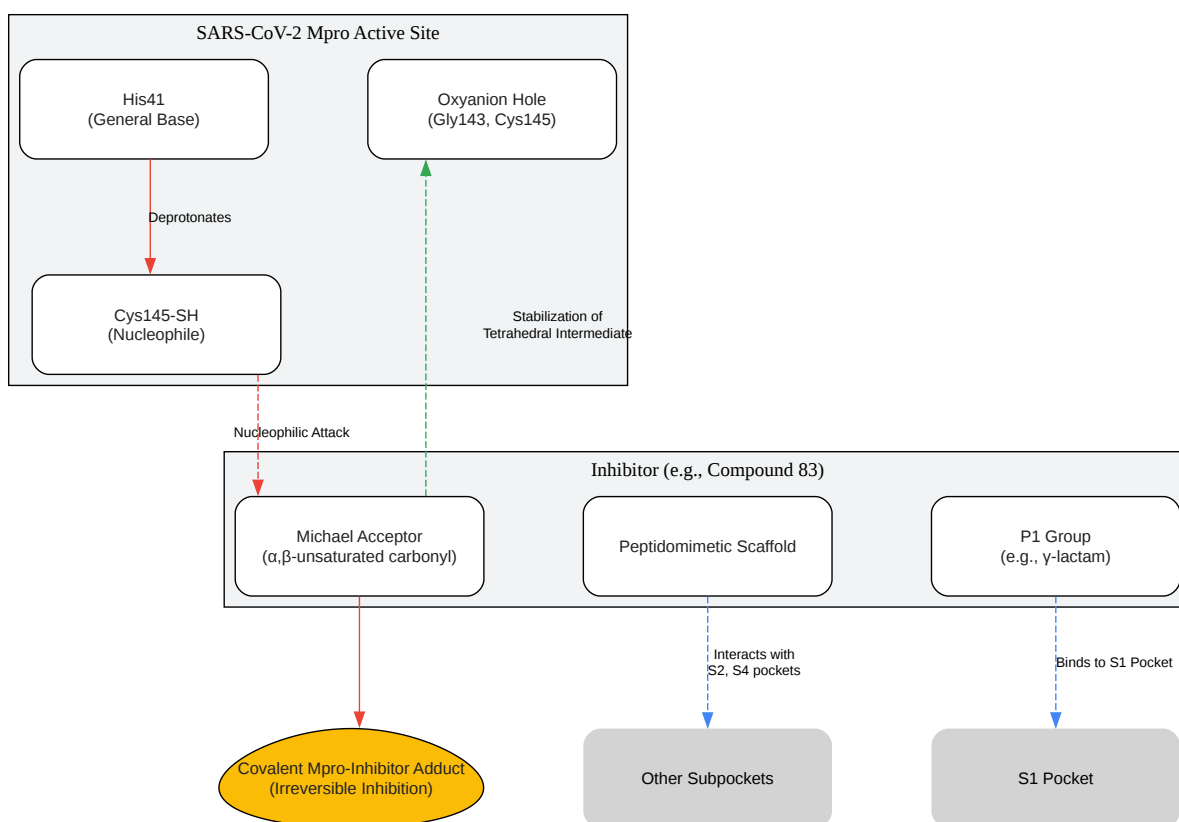 SARS-CoV-2 Mpro Active Site
His41
(General Base)
Oxyanion Hole
(Gly143, Cys145)
Deprotonates
Cys145-SH
(Nucleophile)
Stabilization of
Tetrahedral Intermediate
Nucleophilic Attack
Inhibitor (e.g., Compound 83)
Michael Acceptor
(α,β-unsaturated carbonyl)
Peptidomimetic Scaffold
P1 Group
(e.g., γ-lactam)
Interacts with
S2, S4 pockets
Binds to S1 Pocket
Covalent Mpro-Inhibitor Adduct
(Irreversible Inhibition)
Other Subpockets
S1 Pocket